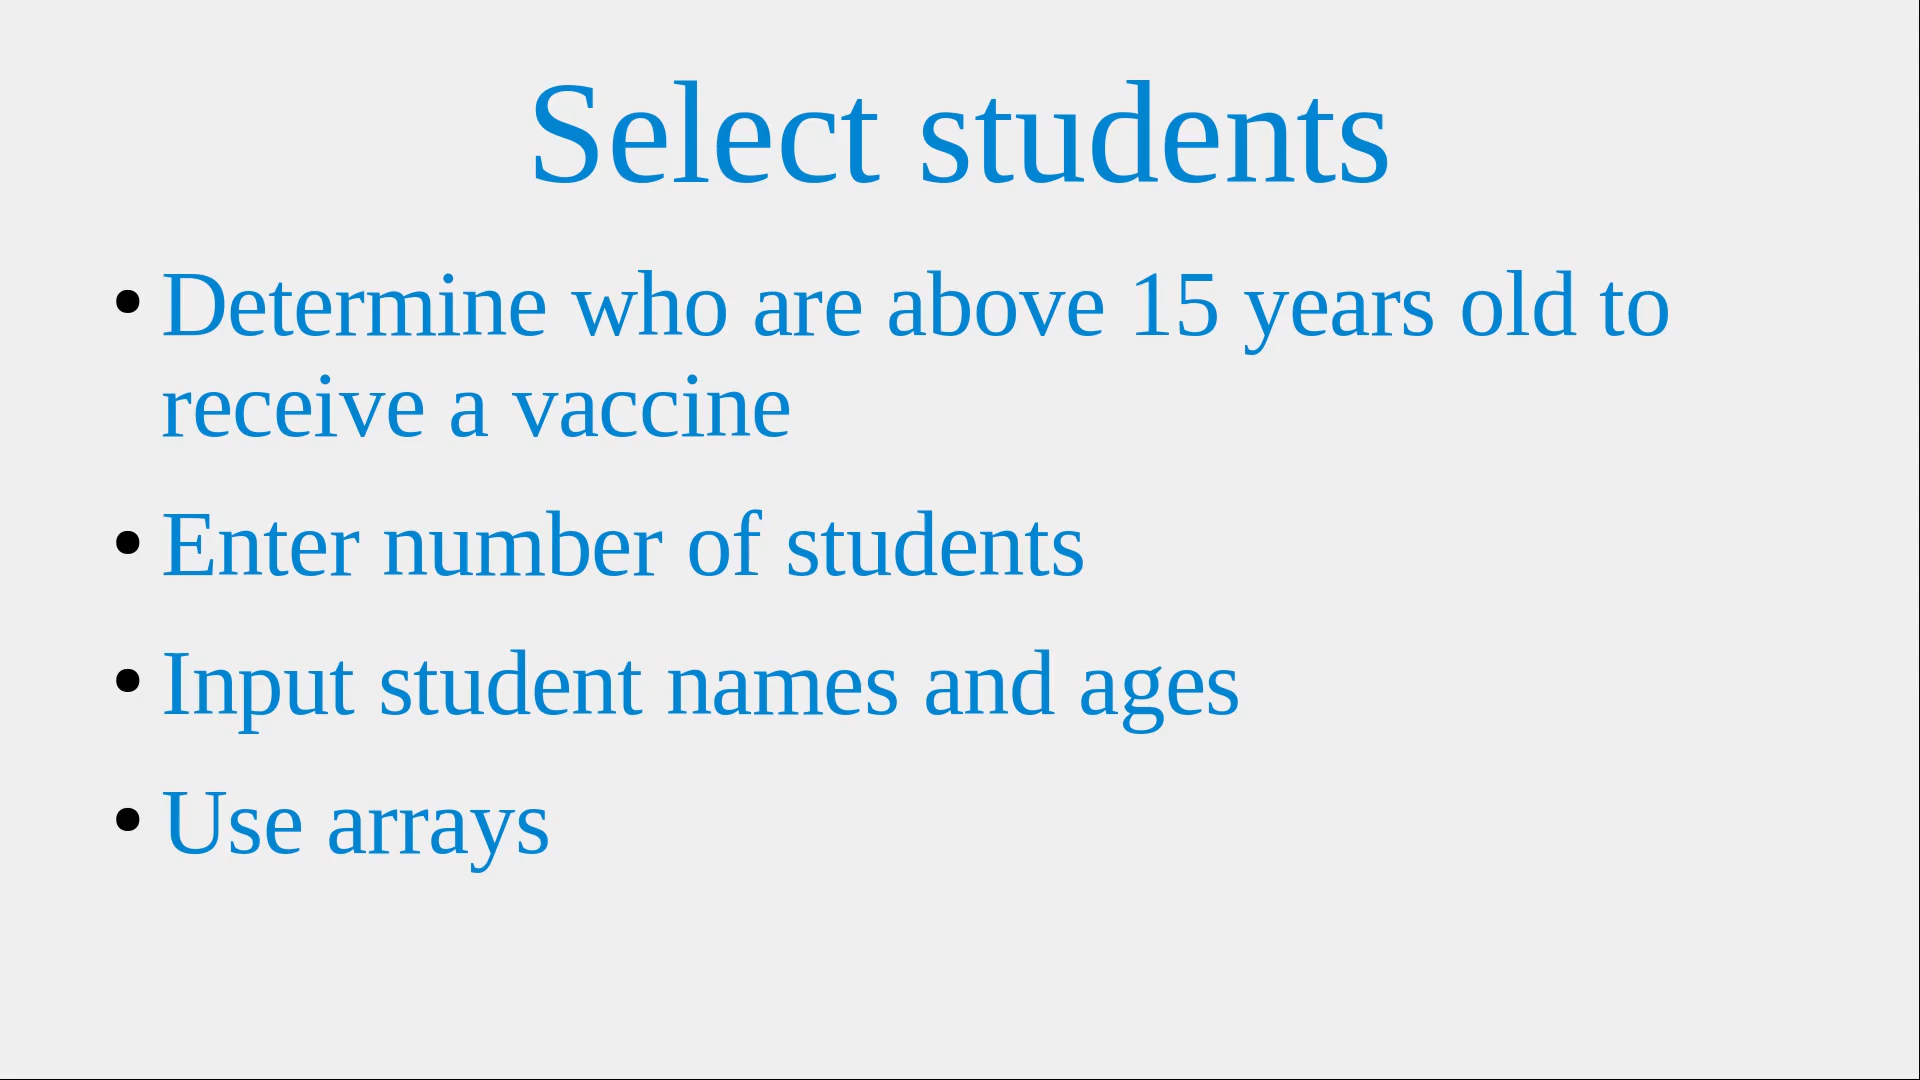 Select students
• Determine who are above 15 years old to
receive a vaccine
• Enter number of students
• Input student names and ages
• Use arrays